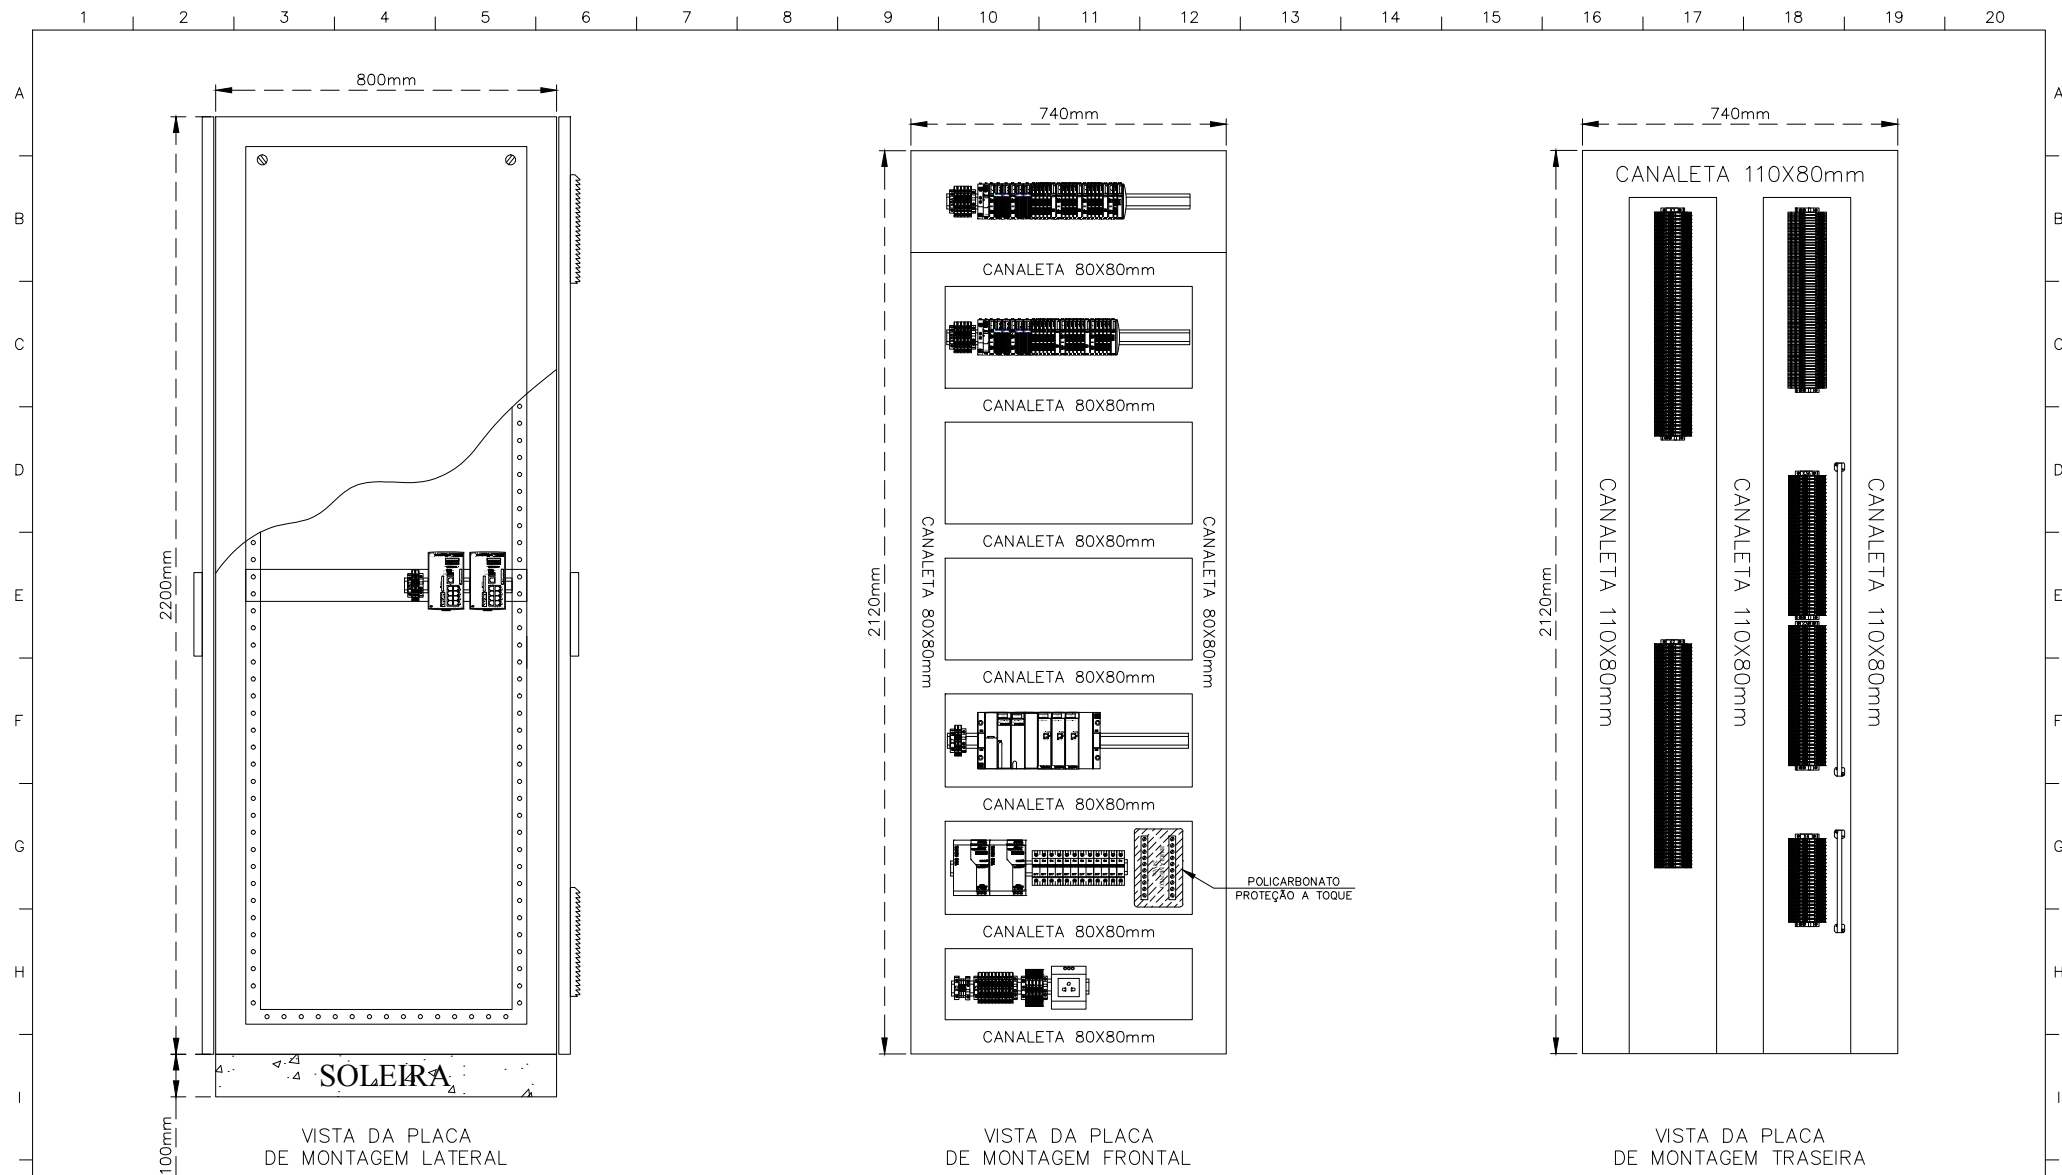 1 2 3 4 5 6 7 8 9 10 11 12 13 14 15 16 17 18 19 20
A
B
C
D
E
F
G
H
I
800mm
2200mm
100mm
SOLEIRA
VISTA DA PLACA
DE MONTAGEM LATERAL
740mm
2120mm
CANALETA 80X80mm
CANALETA 80X80mm
CANALETA 80X80mm
CANALETA 80X80mm
CANALETA 80X80mm
CANALETA 80X80mm
CANALETA 80X80mm
CANALETA 80X80mm
CANALETA 80X80mm
POLICARBONATO
PROTEÇÃO A TOQUE
VISTA DA PLACA
DE MONTAGEM FRONTAL
740mm
2120mm
CANALETA 110X80mm
CANALETA 110X80mm
CANALETA 110X80mm
CANALETA 110X80mm
VISTA DA PLACA
DE MONTAGEM TRASEIRA
A
B
C
D
E
F
G
H
I